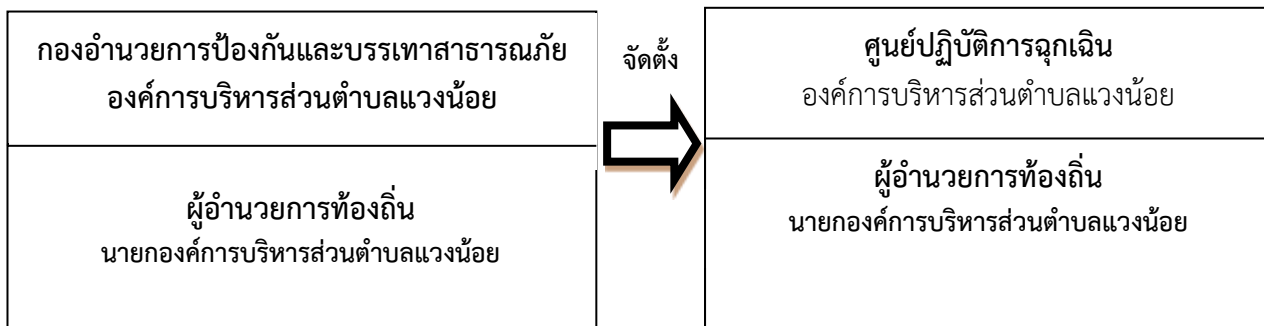 กองอำนวยการป้องกันและบรรเทาสาธารณภัย
องค์การบริหารส่วนตำบลแวงน้อย
ผู้อำนวยการท้องถิ่น
นายกองค์การบริหารส่วนตำบลแวงน้อย
จัดตั้ง
ศูนย์ปฏิบัติการฉุกเฉิน
องค์การบริหารส่วนตำบลแวงน้อย
ผู้อำนวยการท้องถิ่น
นายกองค์การบริหารส่วนตำบลแวงน้อย